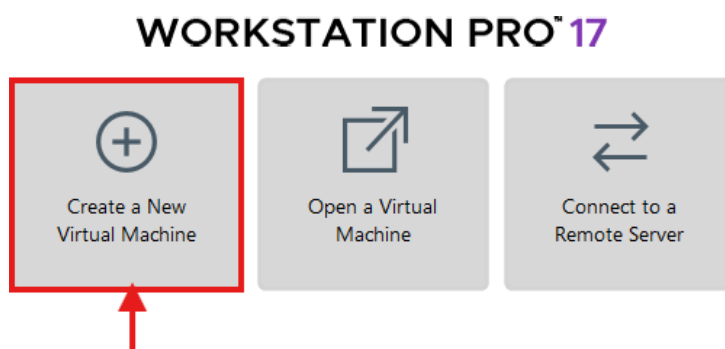 WORKSTATION PRO™ 17
Create a New
Virtual Machine
Open a Virtual
Machine
Connect to a
Remote Server